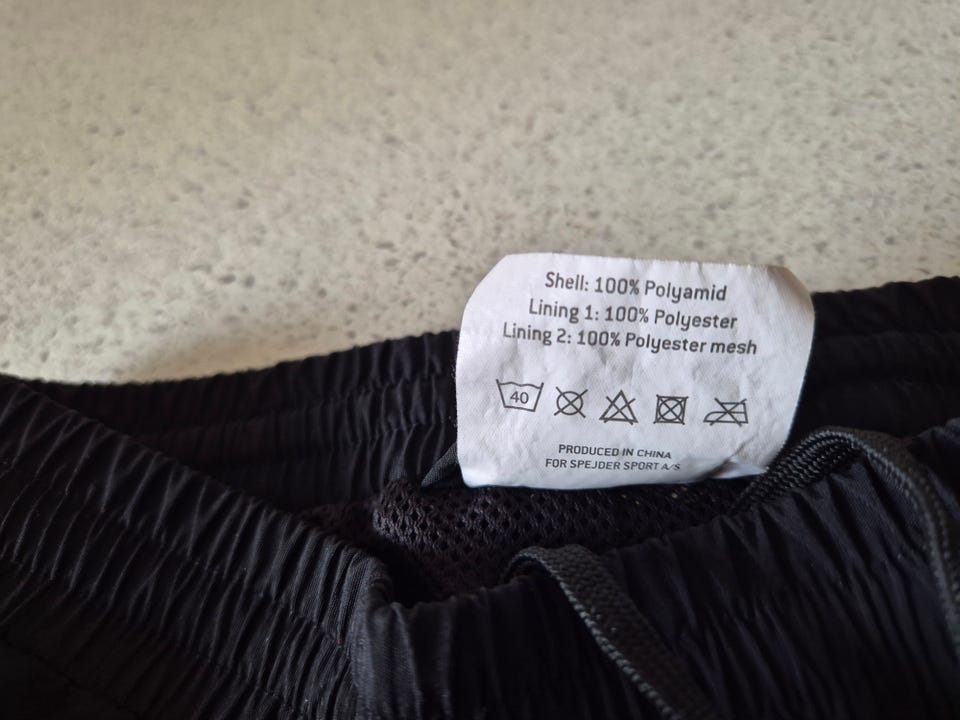 Shell: 100% Polyamid
Lining 1: 100% Polyester
Lining 2: 100% Polyester mesh
40
PRODUCED IN CHINA
FOR SPEJDER SPORT A/S